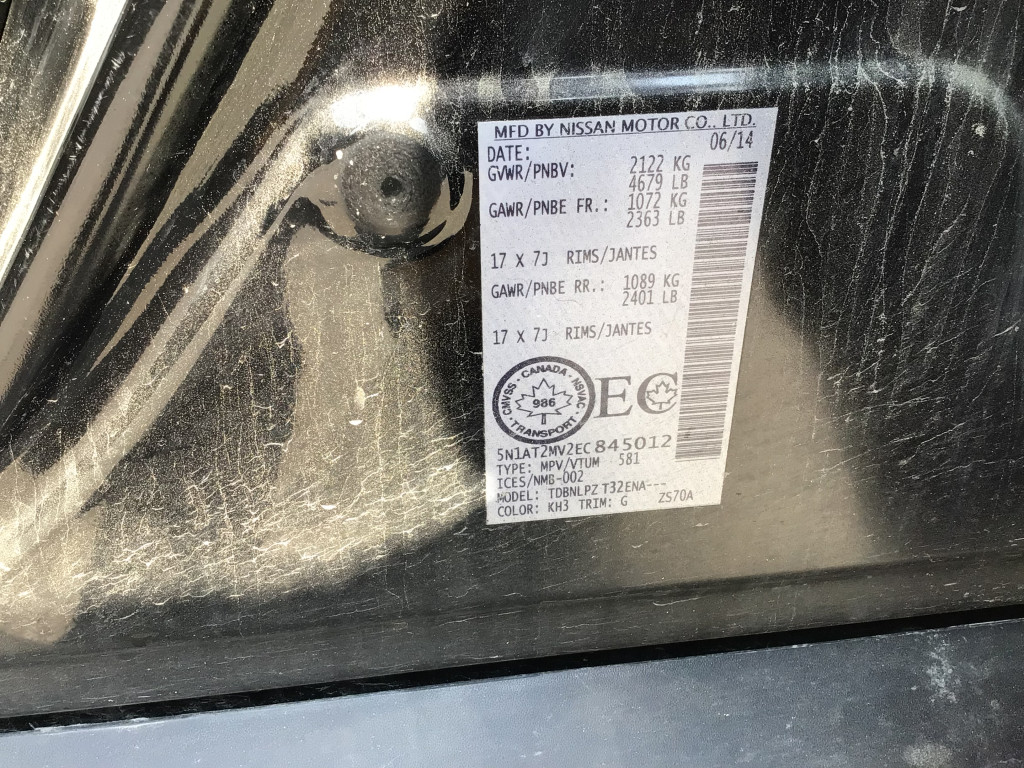 MFD BY NISSAN MOTOR CO., LTD.
DATE: 06/14
GVWR/PNBV: 2122 KG
4679 LB
GAWR/PNBE FR.: 1072 KG
2363 LB
17 X 7J RIMS/JANTES
GAWR/PNBE RR.: 1089 KG
2401 LB
17 X 7J RIMS/JANTES
CMVSS · CANADA · NSVAC · TRANSPORT ·
986
EC
5N1AT2MV2EC845012
TYPE: MPV/VTUM 581
ICES/NMB-002
MODEL: TDBNLPZ T32ENA---
COLOR: KH3 TRIM: G ZS70A